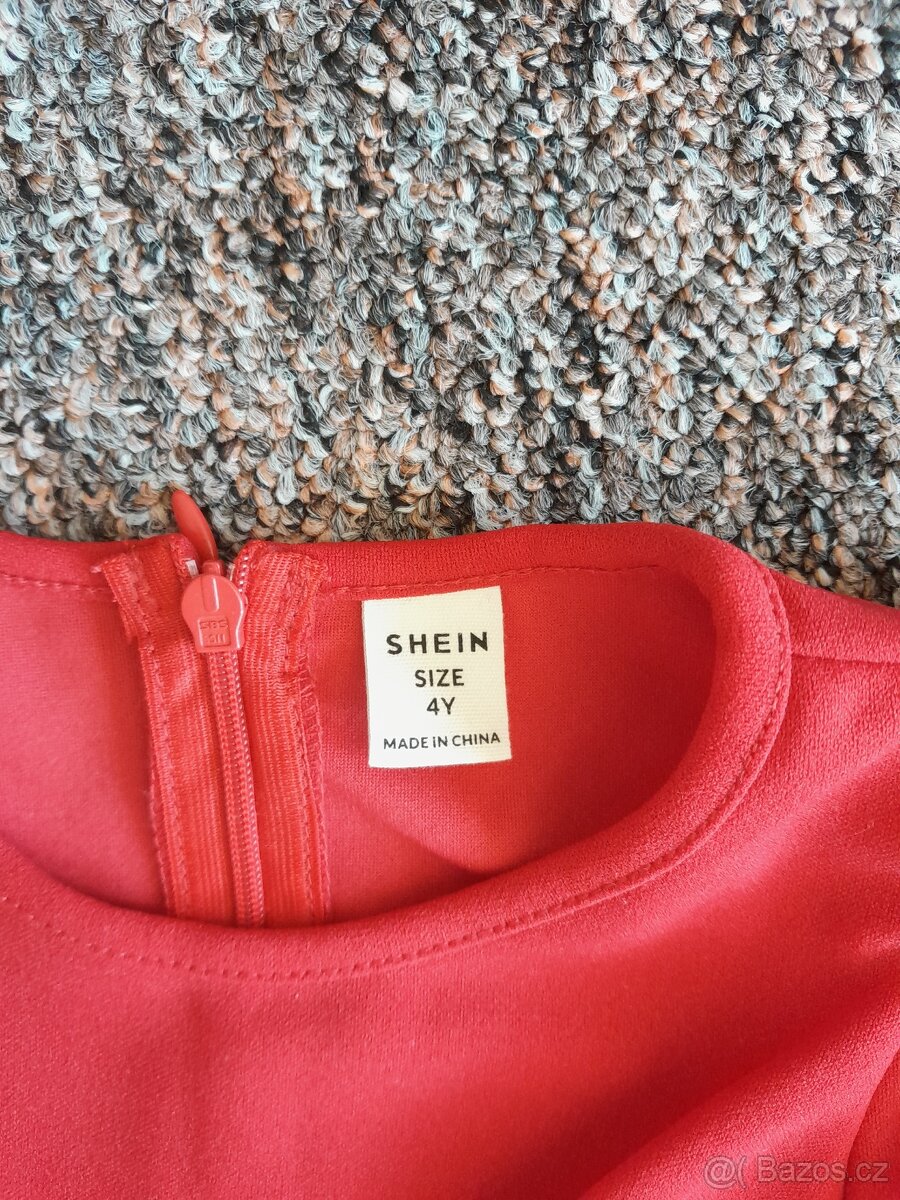 SHEIN
SIZE
4Y
MADE iN CHINA
@( Bazos.cz